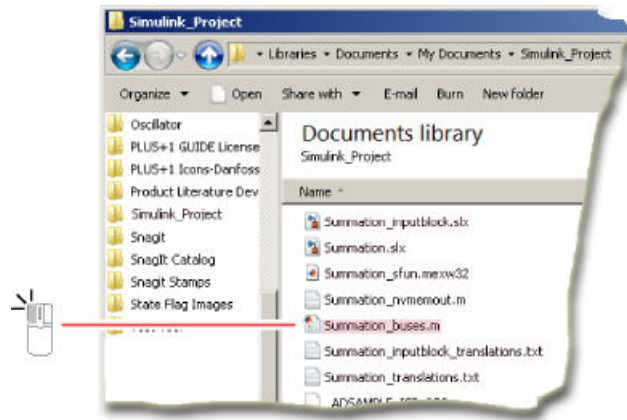 Simulink_Project
Libraries ▾ Documents ▾ My Documents ▾ Simulink_Project
Organize ▾ Open Share with ▾ E-mail Burn New folder
Oscillator
PLUS+1 GUIDE License
PLUS+1 Icons-Danfoss
Product Literature Dev
Simulink_Project
Snagit
SnagIt Catalog
Snagit Stamps
State Flag Images
Documents library
Simulink_Project
Name
Summation_inputblock.slx
Summation.slx
Summation_sfun.mexw32
Summation_nvmemout.m
Summation_buses.m
Summation_inputblock_translations.txt
Summation_translations.txt